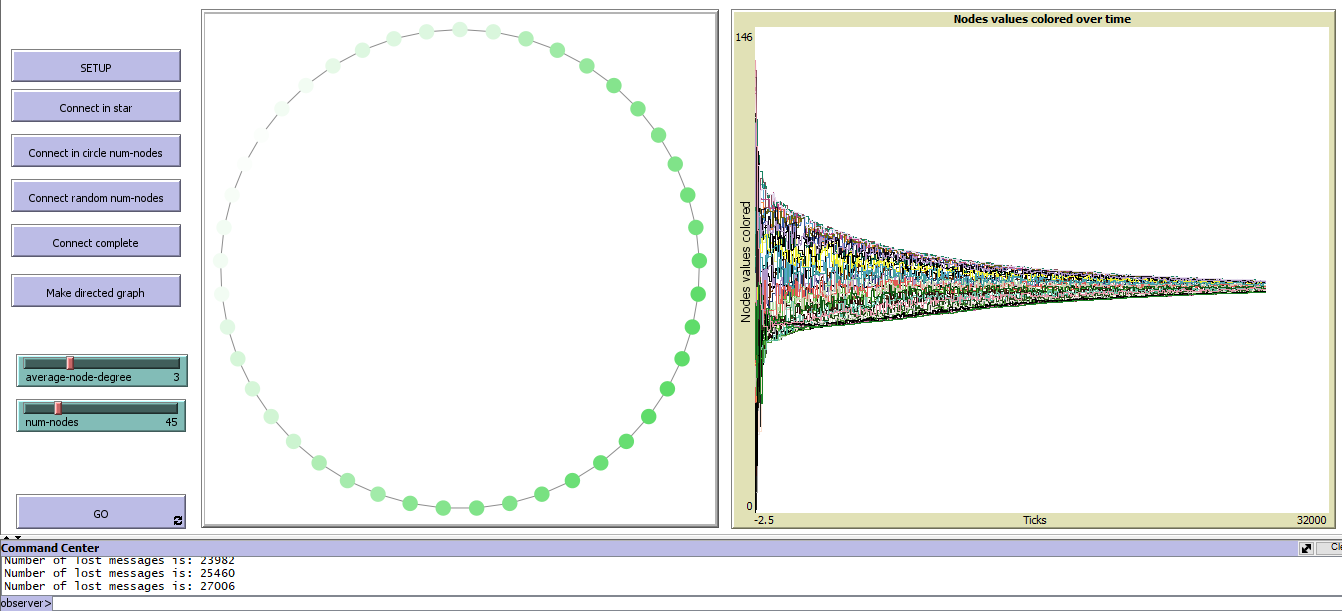 SETUP
Connect in star
Connect in circle num-nodes
Connect random num-nodes
Connect complete
Make directed graph
average-node-degree 3
num-nodes 45
GO
Nodes values colored over time
146
Nodes values colored
0
-2.5 Ticks 32000
Command Center
Cle
Number of lost messages is: 23982
Number of lost messages is: 25460
Number of lost messages is: 27006
observer>